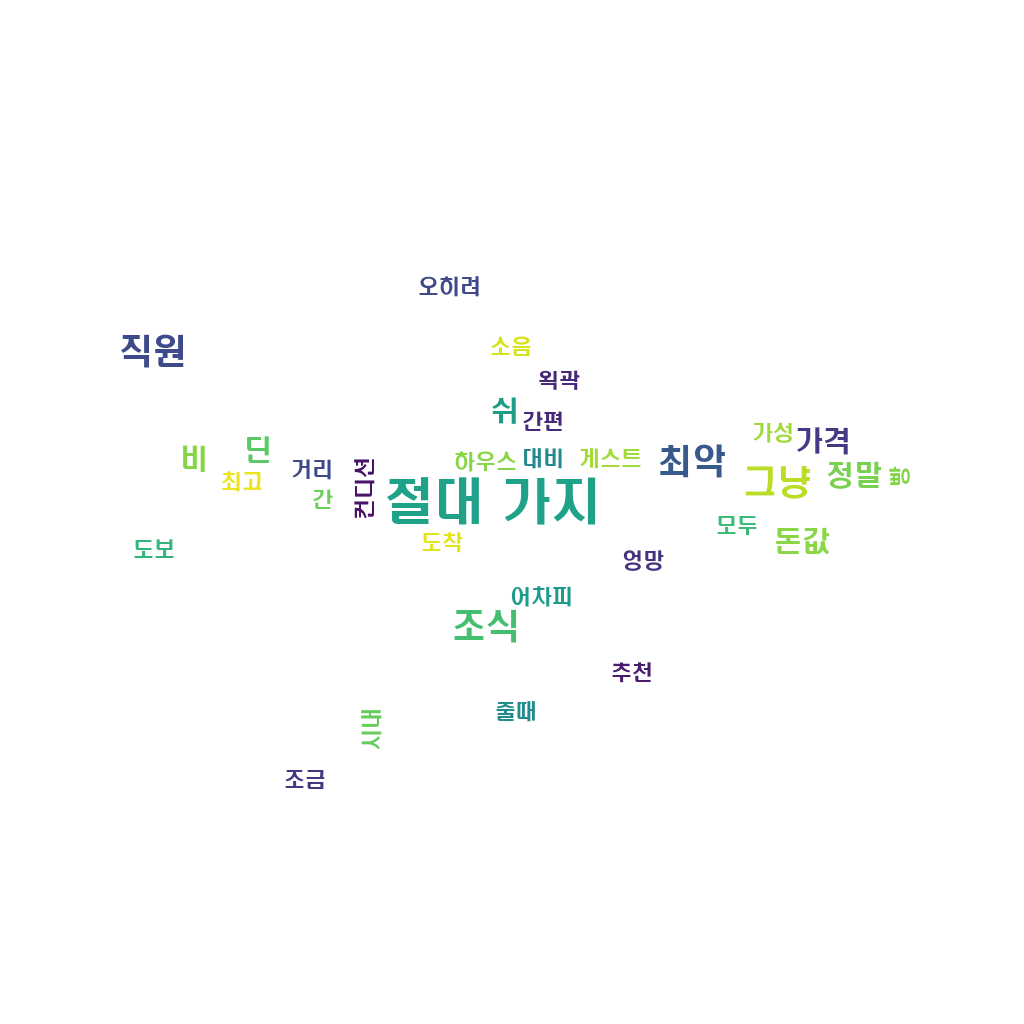 오히려
소음
직원
왹곽
쉬
간편
가성
가격
비
딘
최고
거리
간
컨디션
하우스
대비
게스트
최악
그냥
정말
절대 가지
도착
모두
돈값
도보
엉망
어차피
조식
추천
줄때
시내
조금